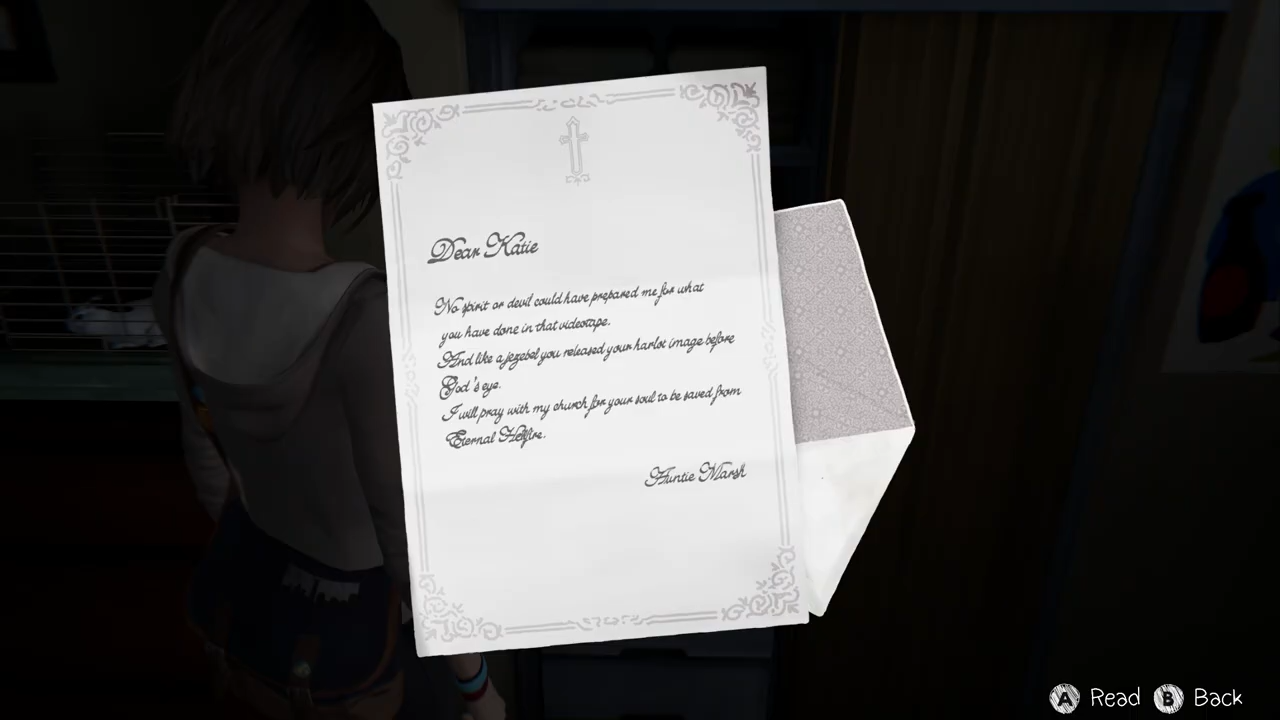 Dear Katie
No spirit or devil could have prepared me for what
you have done in that videotape.
And like a jezebel you released your harlot image before
God's eye.
I will pray with my church for your soul to be saved from
Eternal Hellfire.
Auntie Marsh
A Read B Back